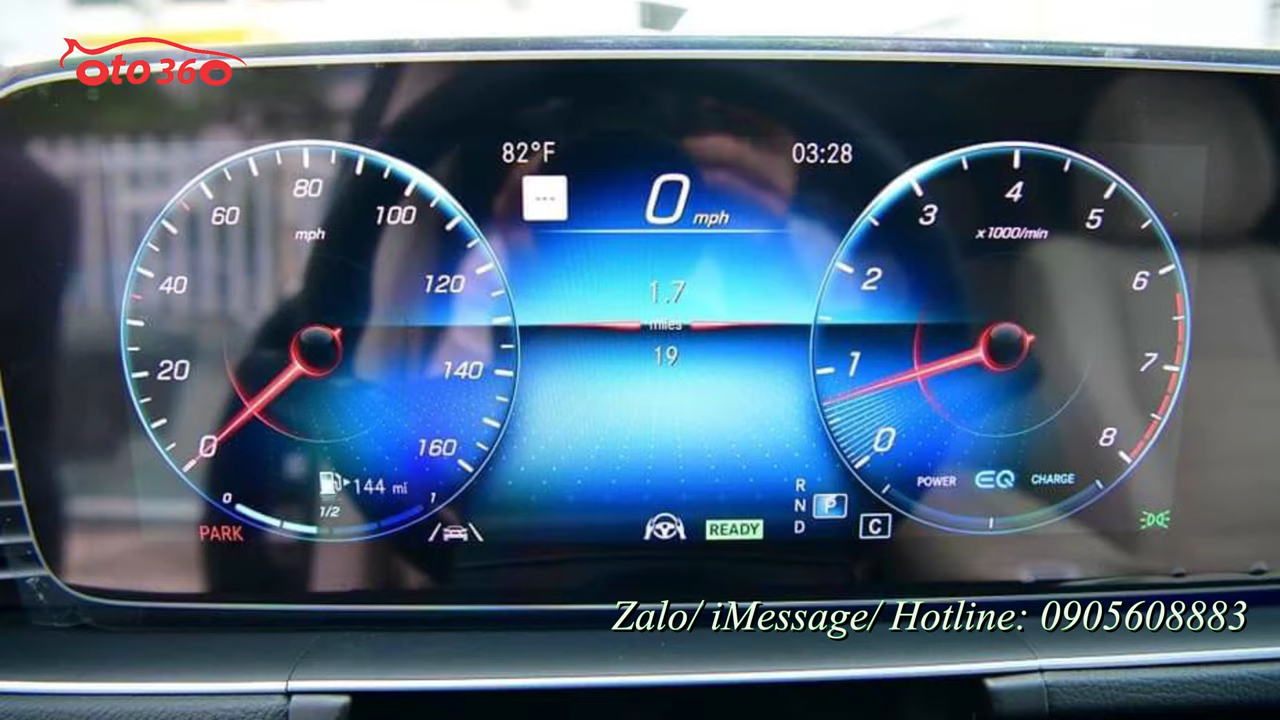 oto 360
82°F
03:28
---
0 mph
80
60
100
mph
40
120
20
140
0
160
144 mi
0
1/2
1
PARK
1.7
miles
19
READY
R
N
P
D
C
4
3
5
x1000/min
2
6
1
7
0
8
POWER
EQ
CHARGE
Zalo/ iMessage/ Hotline: 0905608883